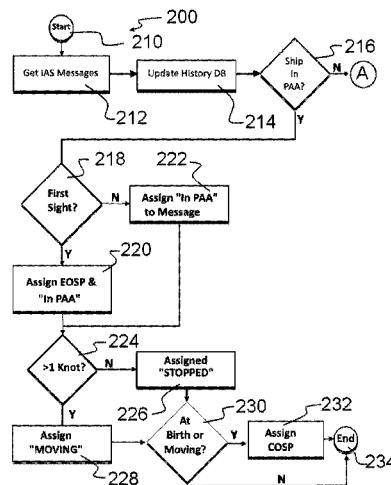 200
Start
210
216
Get IAS Messages
Update History DB
Ship
In
PAA?
N
A
212
214
Y
218
222
First
Sight?
N
Assign "In PAA"
to Message
Y
220
Assign EOSP &
"In PAA"
224
>1 Knot?
N
Assigned
"STOPPED"
Y
226
230
232
Assign
"MOVING"
At
Birth or
Moving?
Y
Assign
COSP
End
228
234
N